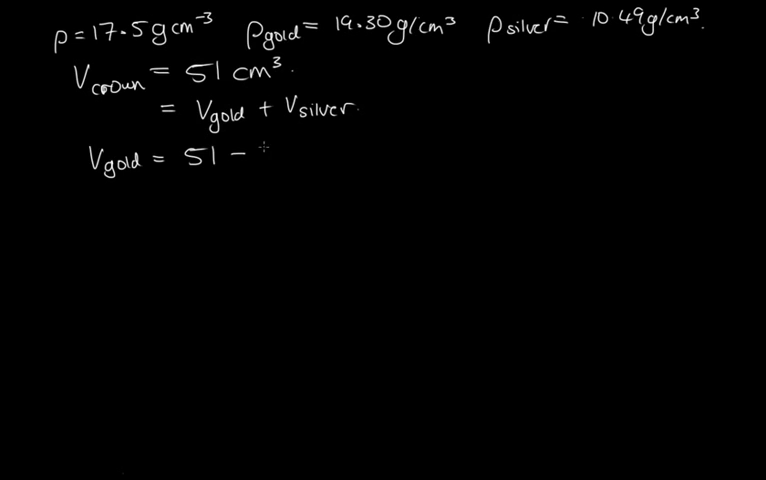 ρ = 17.5 g cm⁻³ ρgold = 19.30 g/cm³ ρsilver = 10.49 g/cm³.
Vcrown = 51 cm³.
= Vgold + Vsilver.
Vgold = 51 −